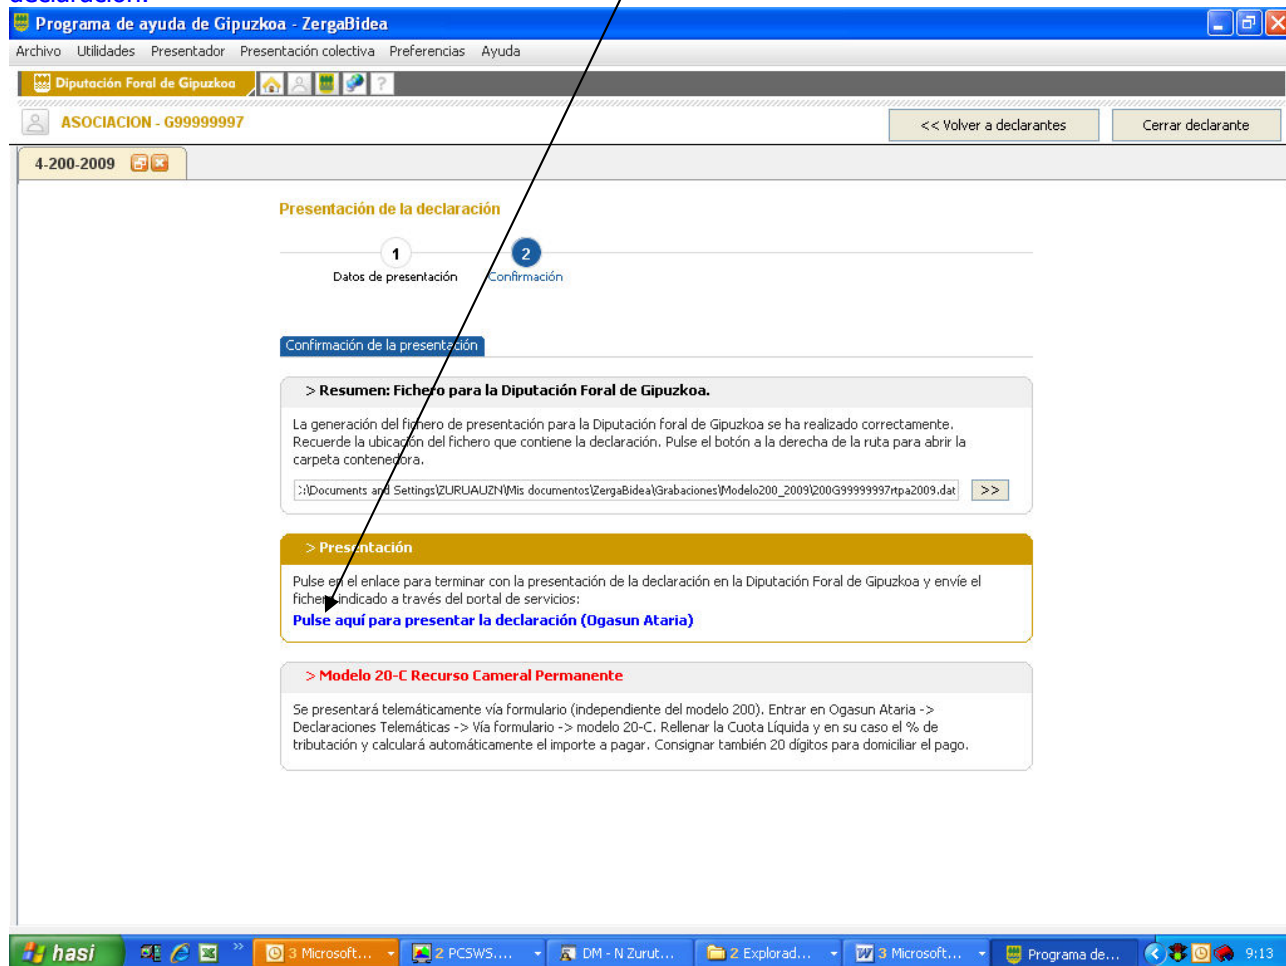 declaración.
Programa de ayuda de Gipuzkoa - ZergaBidea
Archivo Utilidades Presentador Presentación colectiva Preferencias Ayuda
Diputación Foral de Gipuzkoa ?
ASOCIACION - G99999997 << Volver a declarantes Cerrar declarante
4-200-2009
Presentación de la declaración
1 2
Datos de presentación Confirmación
Confirmación de la presentación
> Resumen: Fichero para la Diputación Foral de Gipuzkoa.
La generación del fichero de presentación para la Diputación foral de Gipuzkoa se ha realizado correctamente.
Recuerde la ubicación del fichero que contiene la declaración. Pulse el botón a la derecha de la ruta para abrir la
carpeta contenedora.
:\Documents and Settings\ZURUAUZN\Mis documentos\ZergaBidea\Grabaciones\Modelo200_2009\200G99999997rtpa2009.dat >>
> Presentación
Pulse en el enlace para terminar con la presentación de la declaración en la Diputación Foral de Gipuzkoa y envíe el
fichero indicado a través del portal de servicios:
Pulse aquí para presentar la declaración (Ogasun Ataria)
> Modelo 20-C Recurso Cameral Permanente
Se presentará telemáticamente vía formulario (independiente del modelo 200). Entrar en Ogasun Ataria ->
Declaraciones Telemáticas -> Vía formulario -> modelo 20-C. Rellenar la Cuota Líquida y en su caso el % de
tributación y calculará automáticamente el importe a pagar. Consignar también 20 dígitos para domiciliar el pago.
hasi » 3 Microsoft... 2 PCSWS.... DM - N Zurut... 2 Explorad... 3 Microsoft... Programa de... 9:13